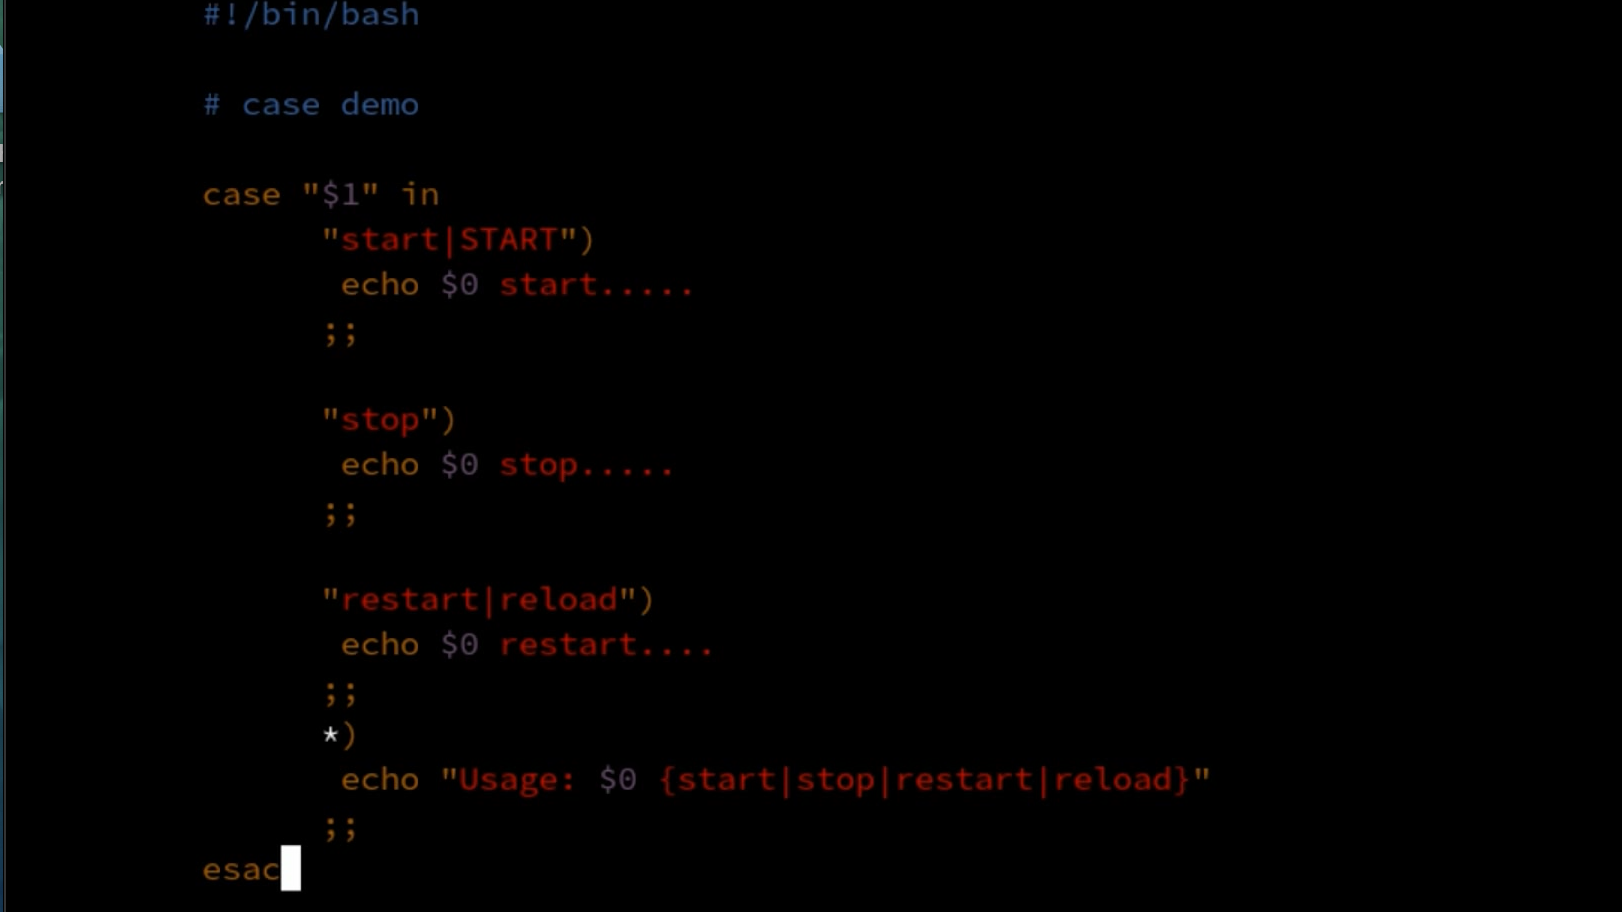 #!/bin/bash
# case demo
case "$1" in
"start|START")
echo $0 start.....
;;
"stop")
echo $0 stop.....
;;
"restart|reload")
echo $0 restart....
;;
*)
echo "Usage: $0 {start|stop|restart|reload}"
;;
esac